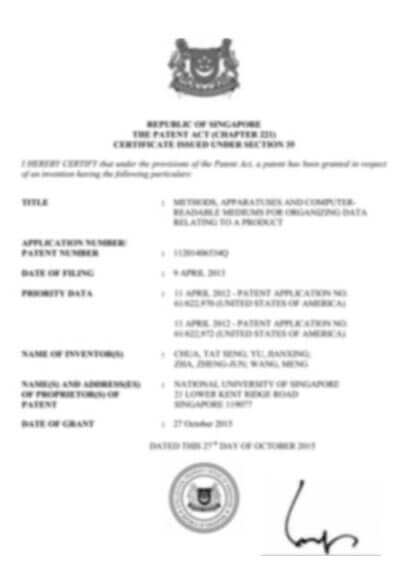 REPUBLIC OF SINGAPORE
THE PATENT ACT (CHAPTER 221)
CERTIFICATE ISSUED UNDER SECTION 35
I HEREBY CERTIFY that under the provisions of the Patent Act, a patent has been granted in respect
of an invention having the following particulars:
TITLE : METHODS, APPARATUSES AND COMPUTER-
READABLE MEDIUMS FOR ORGANIZING DATA
RELATING TO A PRODUCT
APPLICATION NUMBER/
PATENT NUMBER : 11201406534Q
DATE OF FILING : 9 APRIL 2013
PRIORITY DATA : 11 APRIL 2012 - PATENT APPLICATION NO.
61/622,970 (UNITED STATES OF AMERICA)
11 APRIL 2012 - PATENT APPLICATION NO.
61/622,972 (UNITED STATES OF AMERICA)
NAME OF INVENTOR(S) : CHUA, TAT SENG; YU, JIANXING;
ZHA, ZHENG-JUN; WANG, MENG
NAME(S) AND ADDRESS(ES) : NATIONAL UNIVERSITY OF SINGAPORE
OF PROPRIETOR(S) OF 21 LOWER KENT RIDGE ROAD
PATENT SINGAPORE 119077
DATE OF GRANT : 27 October 2015
DATED THIS 27th DAY OF OCTOBER 2015